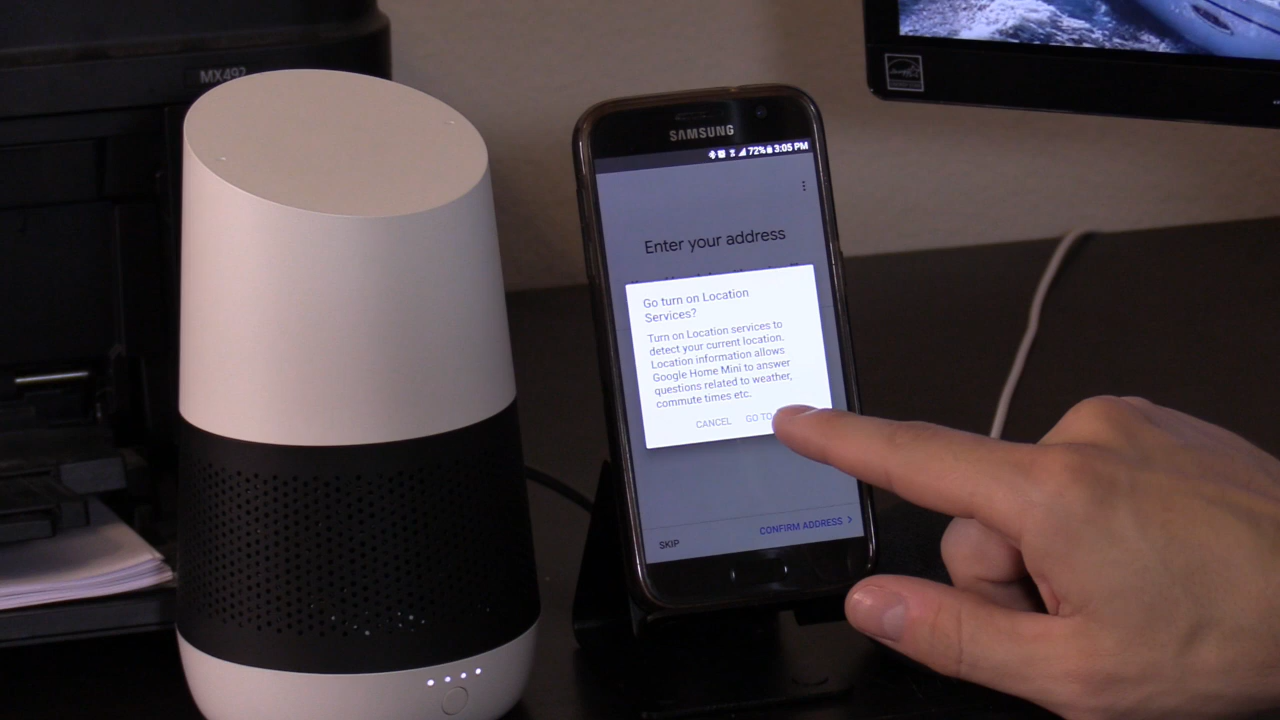 MX492
SAMSUNG
72% 3:05 PM
Enter your address
Go turn on Location
Services?
Turn on Location services to
detect your current location.
Location information allows
Google Home Mini to answer
questions related to weather,
commute times etc.
CANCEL GO TO
SKIP CONFIRM ADDRESS